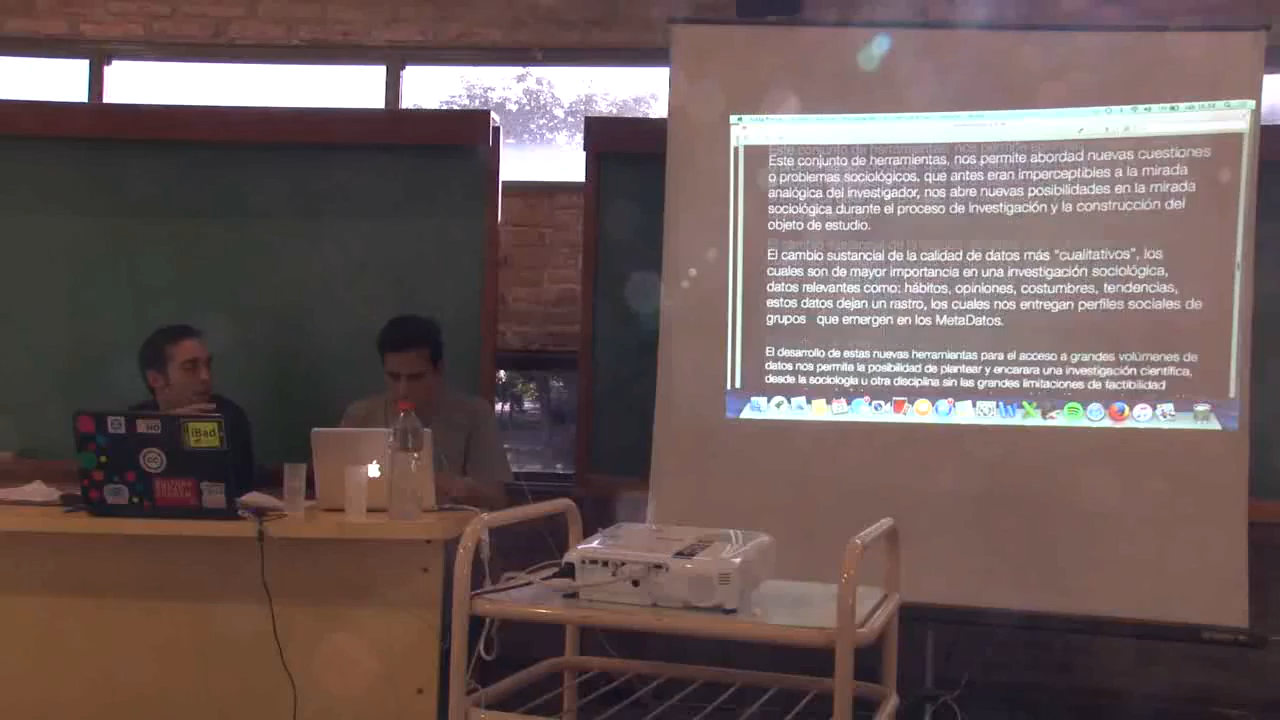 Este conjunto de herramientas, nos permite abordad nuevas cuestiones
o problemas sociológicos, que antes eran imperceptibles a la mirada
analógica del investigador, nos abre nuevas posibilidades en la mirada
sociológica durante el proceso de investigación y la construcción del
objeto de estudio.
El cambio sustancial de la calidad de datos más "cualitativos", los
cuales son de mayor importancia en una investigación sociológica,
datos relevantes como: hábitos, opiniones, costumbres, tendencias,
estos datos dejan un rastro, los cuales nos entregan perfiles sociales de
grupos que emergen en los MetaDatos.
El desarrollo de estas nuevas herramientas para el acceso a grandes volúmenes de
datos nos permite la posibilidad de plantear y encarara una investigación científica,
desde la sociología u otra disciplina sin las grandes limitaciones de factibilidad
iBad
cc